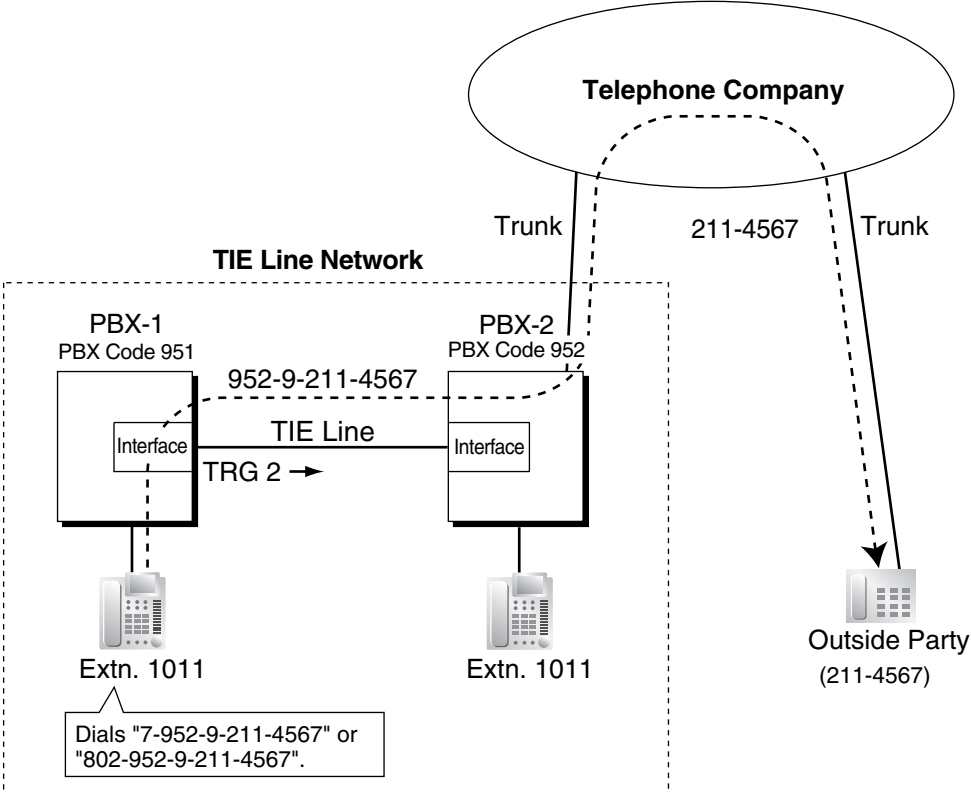 Telephone Company
Trunk
211-4567
Trunk
TIE Line Network
PBX-1
PBX Code 951
PBX-2
PBX Code 952
952-9-211-4567
Interface
TIE Line
Interface
TRG 2
Extn. 1011
Extn. 1011
Outside Party
(211-4567)
Dials "7-952-9-211-4567" or
"802-952-9-211-4567".